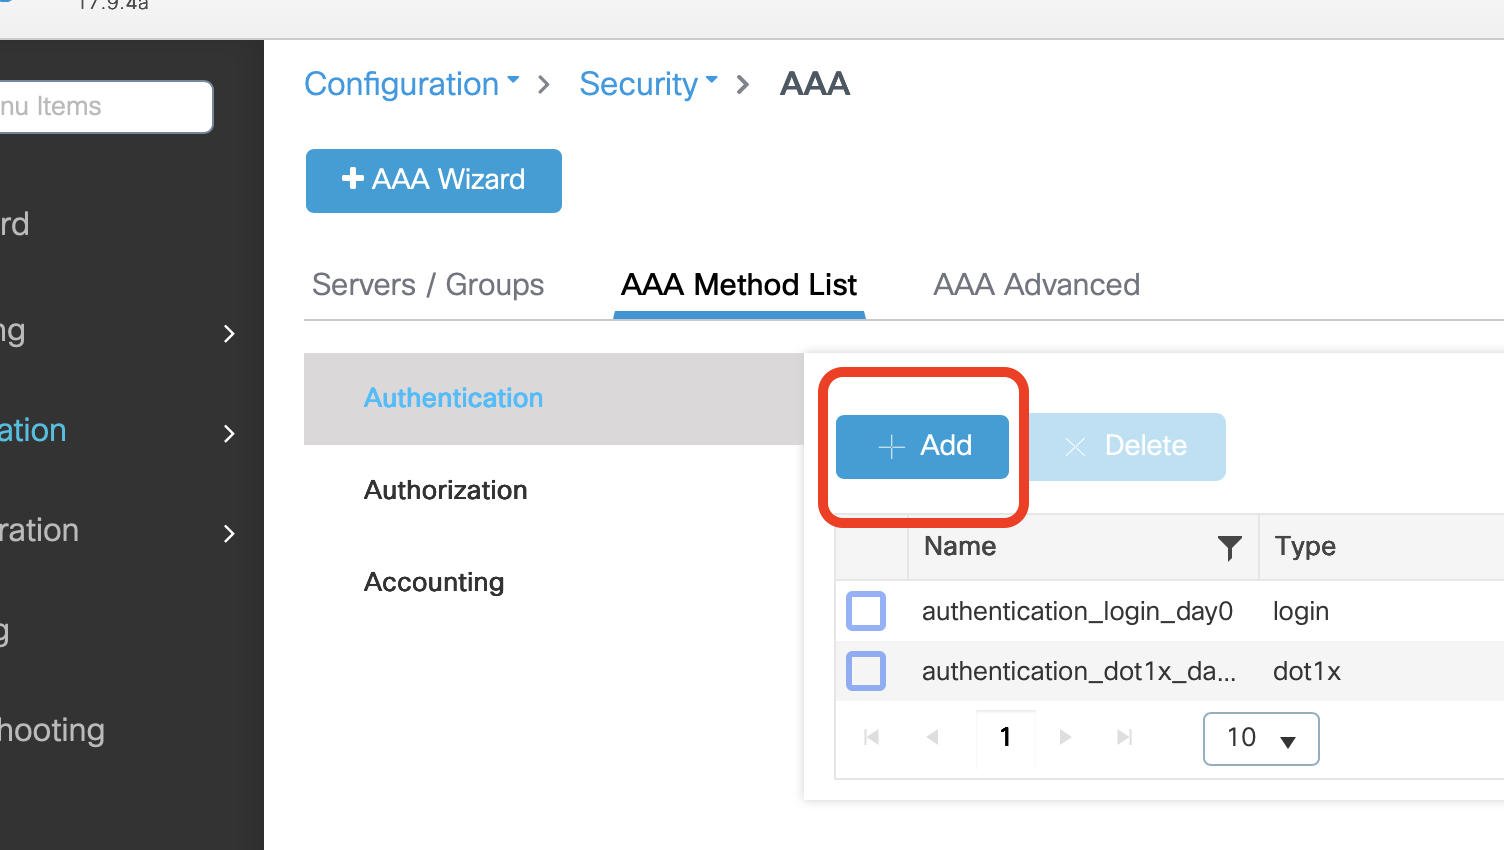 17.9.4a
nu Items
rd
ng
ation
ration
g
hooting
Configuration > Security > AAA
+ AAA Wizard
Servers / Groups AAA Method List AAA Advanced
Authentication
Authorization
Accounting
+ Add × Delete
Name Type
authentication_login_day0 login
authentication_dot1x_da... dot1x
1 10